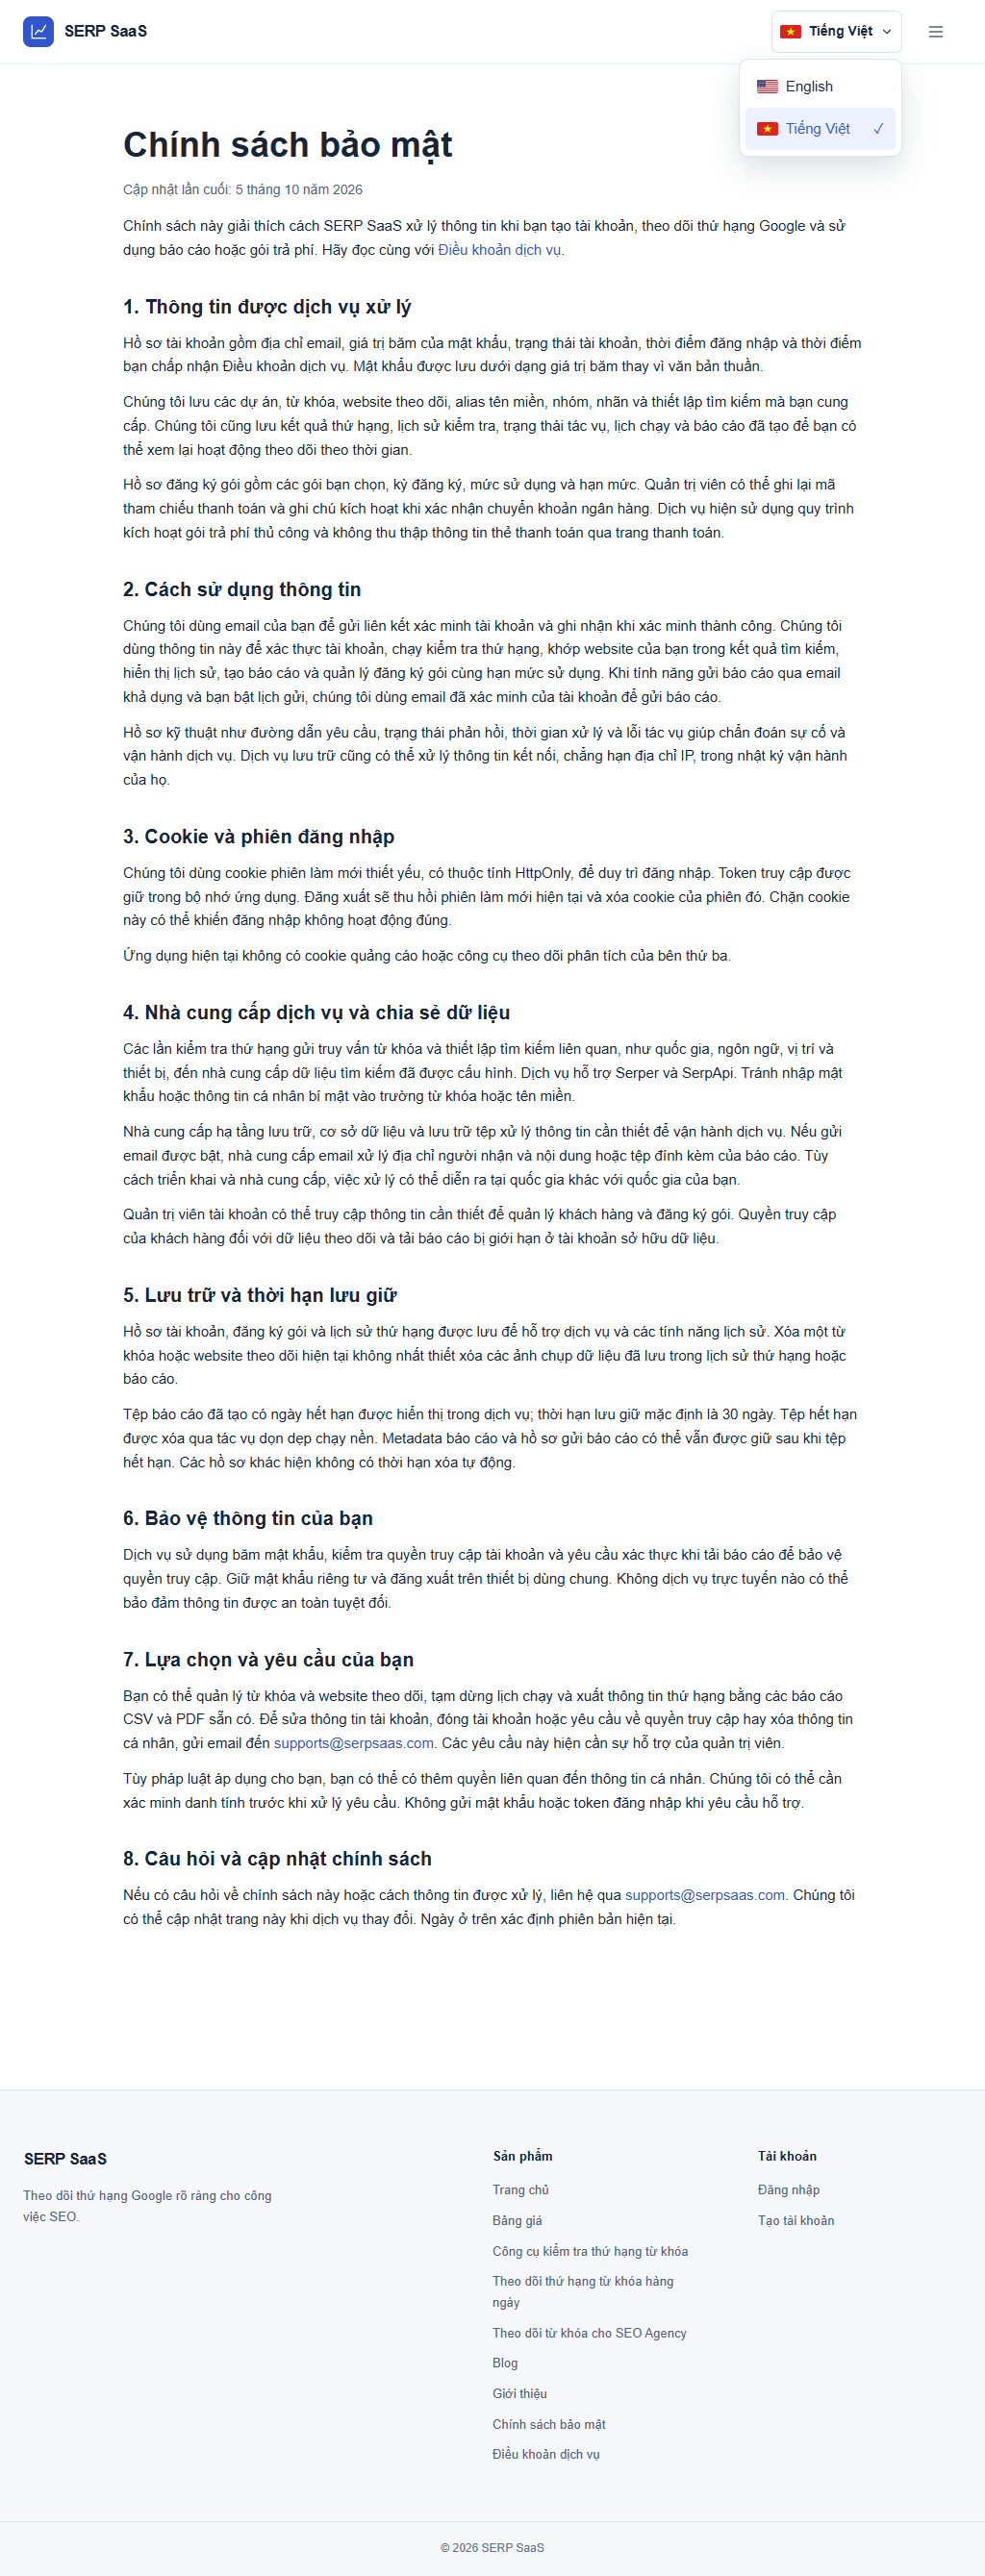 SERP SaaS
Tiếng Việt
English
Tiếng Việt
Chính sách bảo mật
Cập nhật lần cuối: 5 tháng 10 năm 2026
Chính sách này giải thích cách SERP SaaS xử lý thông tin khi bạn tạo tài khoản, theo dõi thứ hạng Google và sử
dụng báo cáo hoặc gói trả phí. Hãy đọc cùng với Điều khoản dịch vụ.
1. Thông tin được dịch vụ xử lý
Hồ sơ tài khoản gồm địa chỉ email, giá trị băm của mật khẩu, trạng thái tài khoản, thời điểm đăng nhập và thời điểm
bạn chấp nhận Điều khoản dịch vụ. Mật khẩu được lưu dưới dạng giá trị băm thay vì văn bản thuần.
Chúng tôi lưu các dự án, từ khóa, website theo dõi, alias tên miền, nhóm, nhãn và thiết lập tìm kiếm mà bạn cung
cấp. Chúng tôi cũng lưu kết quả thứ hạng, lịch sử kiểm tra, trạng thái tác vụ, lịch chạy và báo cáo đã tạo để bạn có
thể xem lại hoạt động theo dõi theo thời gian.
Hồ sơ đăng ký gói gồm các gói bạn chọn, kỳ đăng ký, mức sử dụng và hạn mức. Quản trị viên có thể ghi lại mã
tham chiếu thanh toán và ghi chú kích hoạt khi xác nhận chuyển khoản ngân hàng. Dịch vụ hiện sử dụng quy trình
kích hoạt gói trả phí thủ công và không thu thập thông tin thẻ thanh toán qua trang thanh toán.
2. Cách sử dụng thông tin
Chúng tôi dùng email của bạn để gửi liên kết xác minh tài khoản và ghi nhận khi xác minh thành công. Chúng tôi
dùng thông tin này để xác thực tài khoản, chạy kiểm tra thứ hạng, khớp website của bạn trong kết quả tìm kiếm,
hiển thị lịch sử, tạo báo cáo và quản lý đăng ký gói cùng hạn mức sử dụng. Khi tính năng gửi báo cáo qua email
khả dụng và bạn bật lịch gửi, chúng tôi dùng email đã xác minh của tài khoản để gửi báo cáo.
Hồ sơ kỹ thuật như đường dẫn yêu cầu, trạng thái phản hồi, thời gian xử lý và lỗi tác vụ giúp chẩn đoán sự cố và
vận hành dịch vụ. Dịch vụ lưu trữ cũng có thể xử lý thông tin kết nối, chẳng hạn địa chỉ IP, trong nhật ký vận hành
của họ.
3. Cookie và phiên đăng nhập
Chúng tôi dùng cookie phiên làm mới thiết yếu, có thuộc tính HttpOnly, để duy trì đăng nhập. Token truy cập được
giữ trong bộ nhớ ứng dụng. Đăng xuất sẽ thu hồi phiên làm mới hiện tại và xóa cookie của phiên đó. Chặn cookie
này có thể khiến đăng nhập không hoạt động đúng.
Ứng dụng hiện tại không có cookie quảng cáo hoặc công cụ theo dõi phân tích của bên thứ ba.
4. Nhà cung cấp dịch vụ và chia sẻ dữ liệu
Các lần kiểm tra thứ hạng gửi truy vấn từ khóa và thiết lập tìm kiếm liên quan, như quốc gia, ngôn ngữ, vị trí và
thiết bị, đến nhà cung cấp dữ liệu tìm kiếm đã được cấu hình. Dịch vụ hỗ trợ Serper và SerpApi. Tránh nhập mật
khẩu hoặc thông tin cá nhân bí mật vào trường từ khóa hoặc tên miền.
Nhà cung cấp hạ tầng lưu trữ, cơ sở dữ liệu và lưu trữ tệp xử lý thông tin cần thiết để vận hành dịch vụ. Nếu gửi
email được bật, nhà cung cấp email xử lý địa chỉ người nhận và nội dung hoặc tệp đính kèm của báo cáo. Tùy
cách triển khai và nhà cung cấp, việc xử lý có thể diễn ra tại quốc gia khác với quốc gia của bạn.
Quản trị viên tài khoản có thể truy cập thông tin cần thiết để quản lý khách hàng và đăng ký gói. Quyền truy cập
của khách hàng đối với dữ liệu theo dõi và tải báo cáo bị giới hạn ở tài khoản sở hữu dữ liệu.
5. Lưu trữ và thời hạn lưu giữ
Hồ sơ tài khoản, đăng ký gói và lịch sử thứ hạng được lưu để hỗ trợ dịch vụ và các tính năng lịch sử. Xóa một từ
khóa hoặc website theo dõi hiện tại không nhất thiết xóa các ảnh chụp dữ liệu đã lưu trong lịch sử thứ hạng hoặc
báo cáo.
Tệp báo cáo đã tạo có ngày hết hạn được hiển thị trong dịch vụ; thời hạn lưu giữ mặc định là 30 ngày. Tệp hết hạn
được xóa qua tác vụ dọn dẹp chạy nền. Metadata báo cáo và hồ sơ gửi báo cáo có thể vẫn được giữ sau khi tệp
hết hạn. Các hồ sơ khác hiện không có thời hạn xóa tự động.
6. Bảo vệ thông tin của bạn
Dịch vụ sử dụng băm mật khẩu, kiểm tra quyền truy cập tài khoản và yêu cầu xác thực khi tải báo cáo để bảo vệ
quyền truy cập. Giữ mật khẩu riêng tư và đăng xuất trên thiết bị dùng chung. Không dịch vụ trực tuyến nào có thể
bảo đảm thông tin được an toàn tuyệt đối.
7. Lựa chọn và yêu cầu của bạn
Bạn có thể quản lý từ khóa và website theo dõi, tạm dừng lịch chạy và xuất thông tin thứ hạng bằng các báo cáo
CSV và PDF sẵn có. Để sửa thông tin tài khoản, đóng tài khoản hoặc yêu cầu về quyền truy cập hay xóa thông tin
cá nhân, gửi email đến supports@serpsaas.com. Các yêu cầu này hiện cần sự hỗ trợ của quản trị viên.
Tùy pháp luật áp dụng cho bạn, bạn có thể có thêm quyền liên quan đến thông tin cá nhân. Chúng tôi có thể cần
xác minh danh tính trước khi xử lý yêu cầu. Không gửi mật khẩu hoặc token đăng nhập khi yêu cầu hỗ trợ.
8. Câu hỏi và cập nhật chính sách
Nếu có câu hỏi về chính sách này hoặc cách thông tin được xử lý, liên hệ qua supports@serpsaas.com. Chúng tôi
có thể cập nhật trang này khi dịch vụ thay đổi. Ngày ở trên xác định phiên bản hiện tại.
SERP SaaS
Theo dõi thứ hạng Google rõ ràng cho công
việc SEO.
Sản phẩm
Trang chủ
Bảng giá
Công cụ kiểm tra thứ hạng từ khóa
Theo dõi thứ hạng từ khóa hàng
ngày
Theo dõi từ khóa cho SEO Agency
Blog
Giới thiệu
Chính sách bảo mật
Điều khoản dịch vụ
Tài khoản
Đăng nhập
Tạo tài khoản
© 2026 SERP SaaS